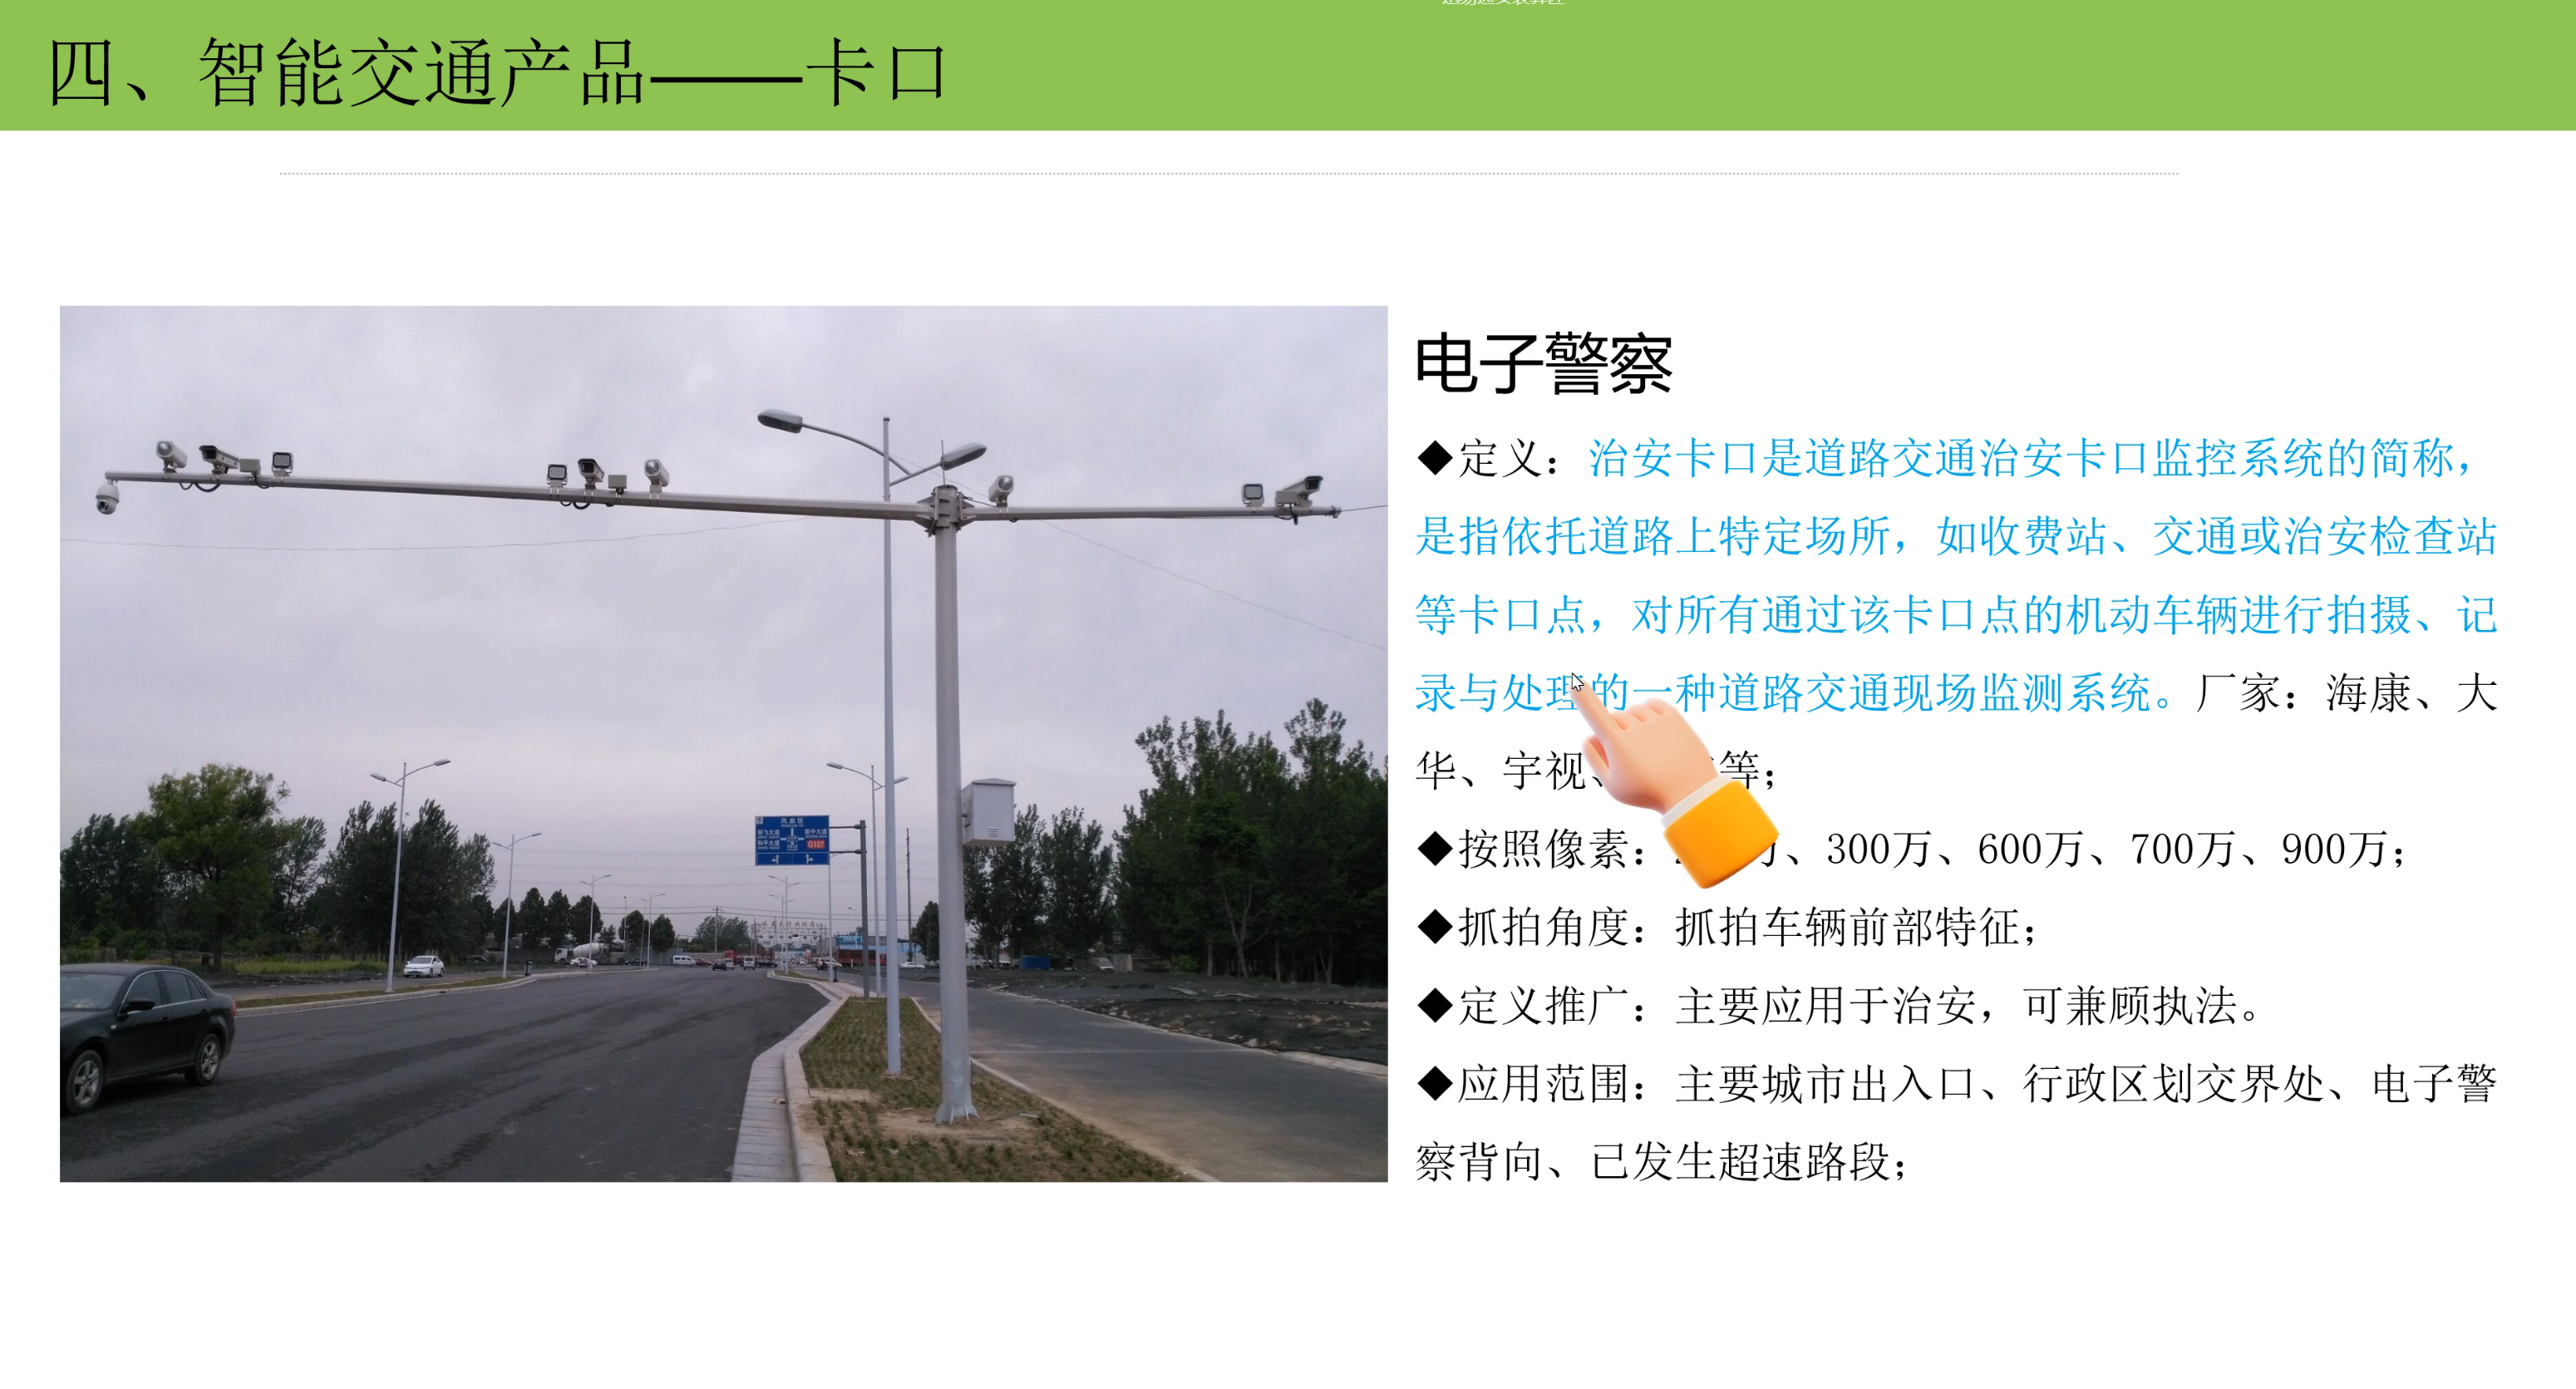 四、智能交通产品——卡口
电子警察
◆定义：治安卡口是道路交通治安卡口监控系统的简称，
是指依托道路上特定场所，如收费站、交通或治安检查站
等卡口点，对所有通过该卡口点的机动车辆进行拍摄、记
录与处理的一种道路交通现场监测系统。厂家：海康、大
华、宇视、等；
◆按照像素：万、300万、600万、700万、900万；
◆抓拍角度：抓拍车辆前部特征；
◆定义推广：主要应用于治安，可兼顾执法。
◆应用范围：主要城市出入口、行政区划交界处、电子警
察背向、已发生超速路段；
G107